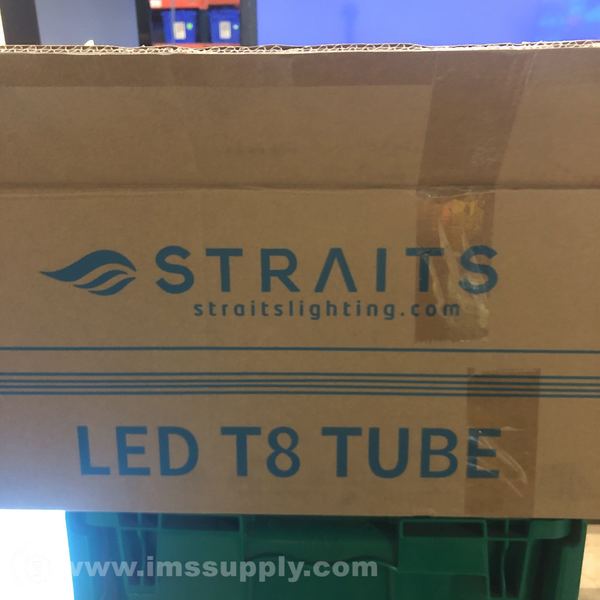 STRAITS
straitslighting.com
LED T8 TUBE
www.imssupply.com